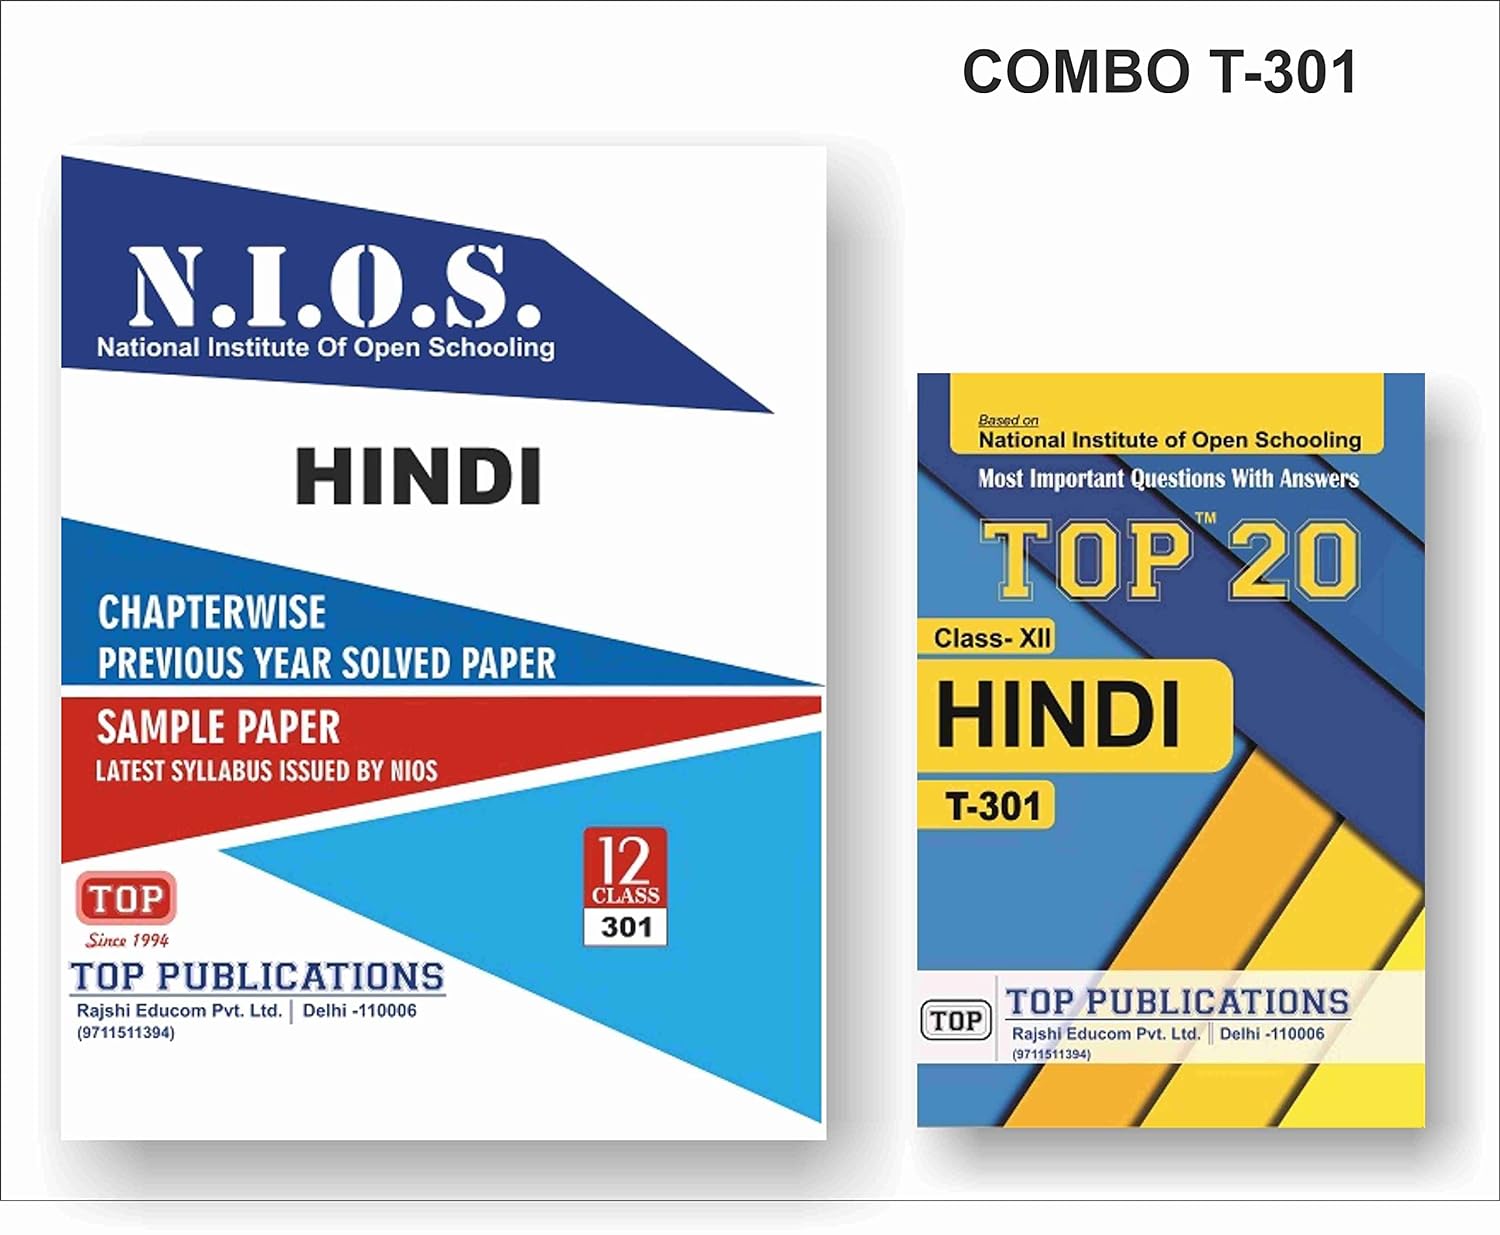 COMBO T-301
N.I.O.S.
National Institute Of Open Schooling
HINDI
CHAPTERWISE
PREVIOUS YEAR SOLVED PAPER
SAMPLE PAPER
LATEST SYLLABUS ISSUED BY NIOS
12
CLASS
301
TOP
Since 1994
TOP PUBLICATIONS
Rajshi Educom Pvt. Ltd. | Delhi -110006
(9711511394)
Based on
National Institute of Open Schooling
Most Important Questions With Answers
TOP™ 20
Class- XII
HINDI
T-301
TOP
TOP PUBLICATIONS
Rajshi Educom Pvt. Ltd. || Delhi -110006
(9711511394)